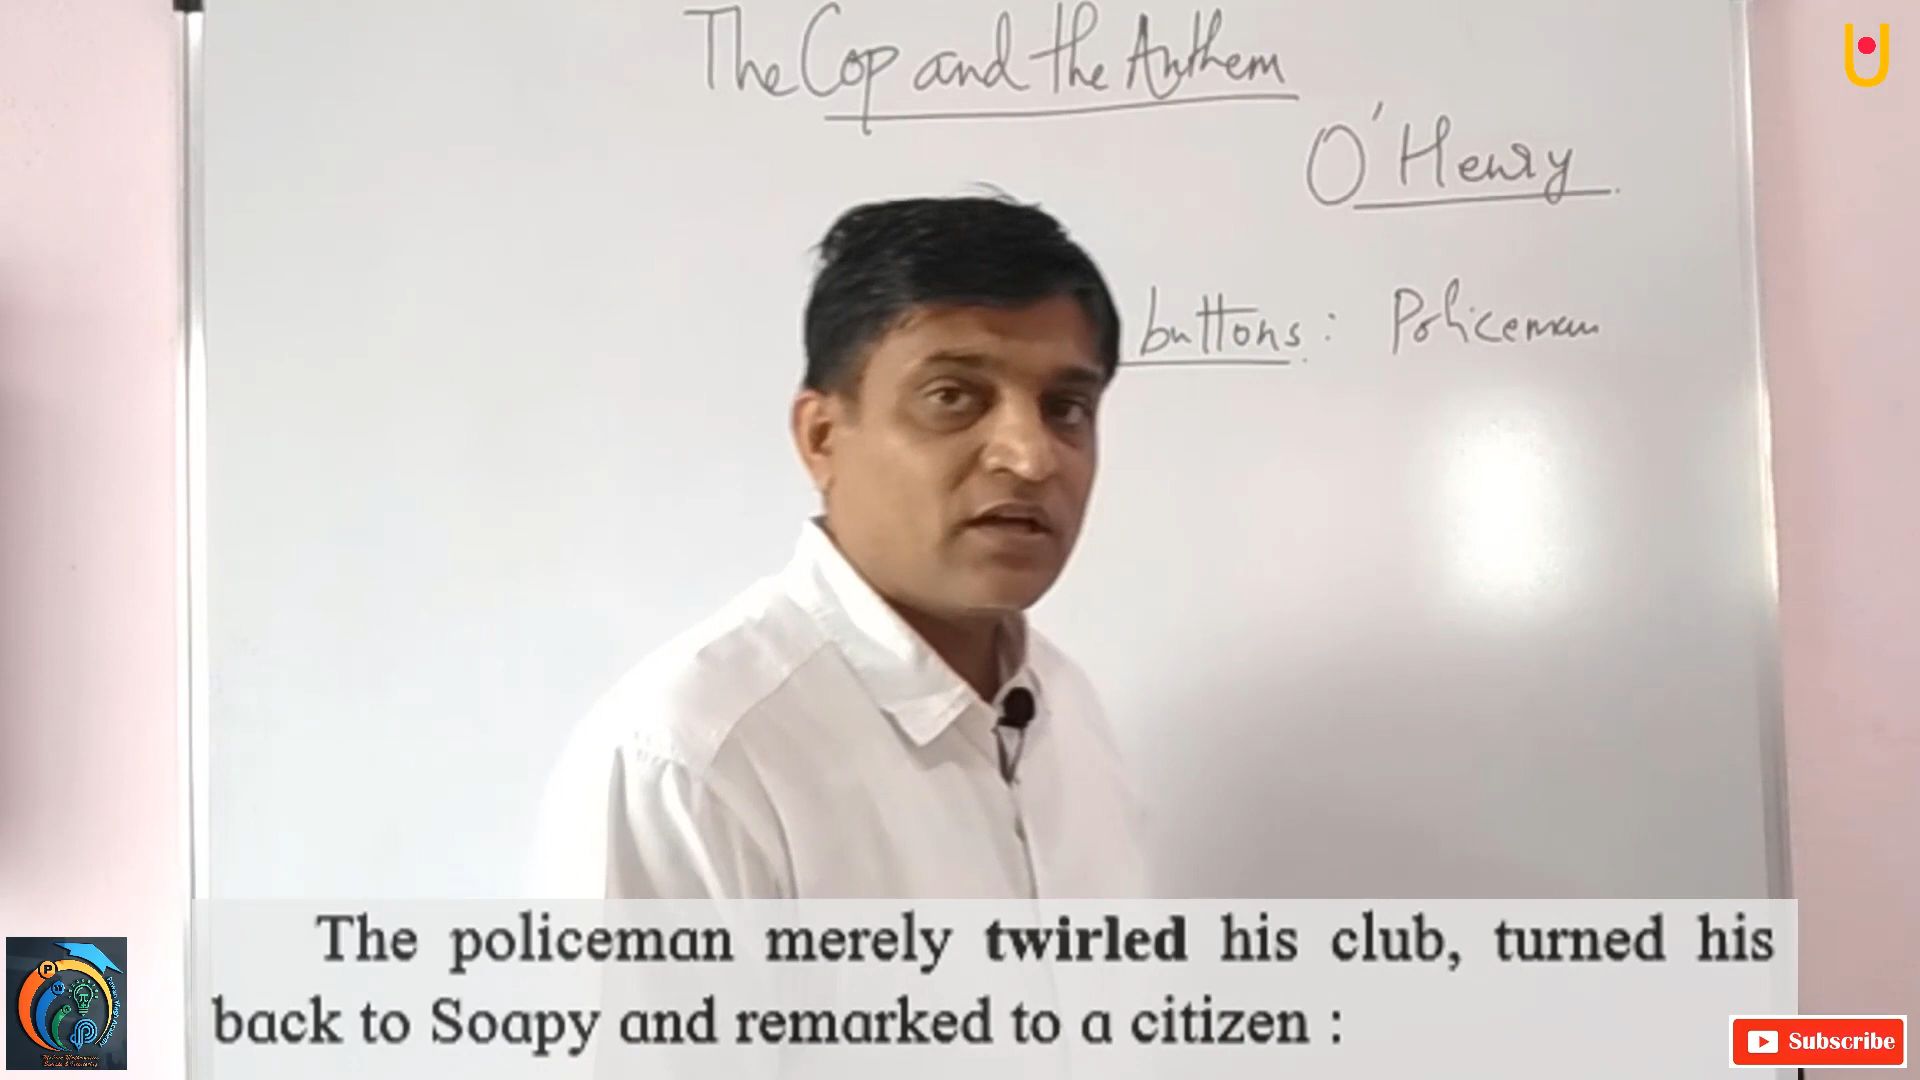 The Cop and the Anthem
O'Henry
buttons : Policeman
The policeman merely twirled his club, turned his
back to Soapy and remarked to a citizen :
Subscribe